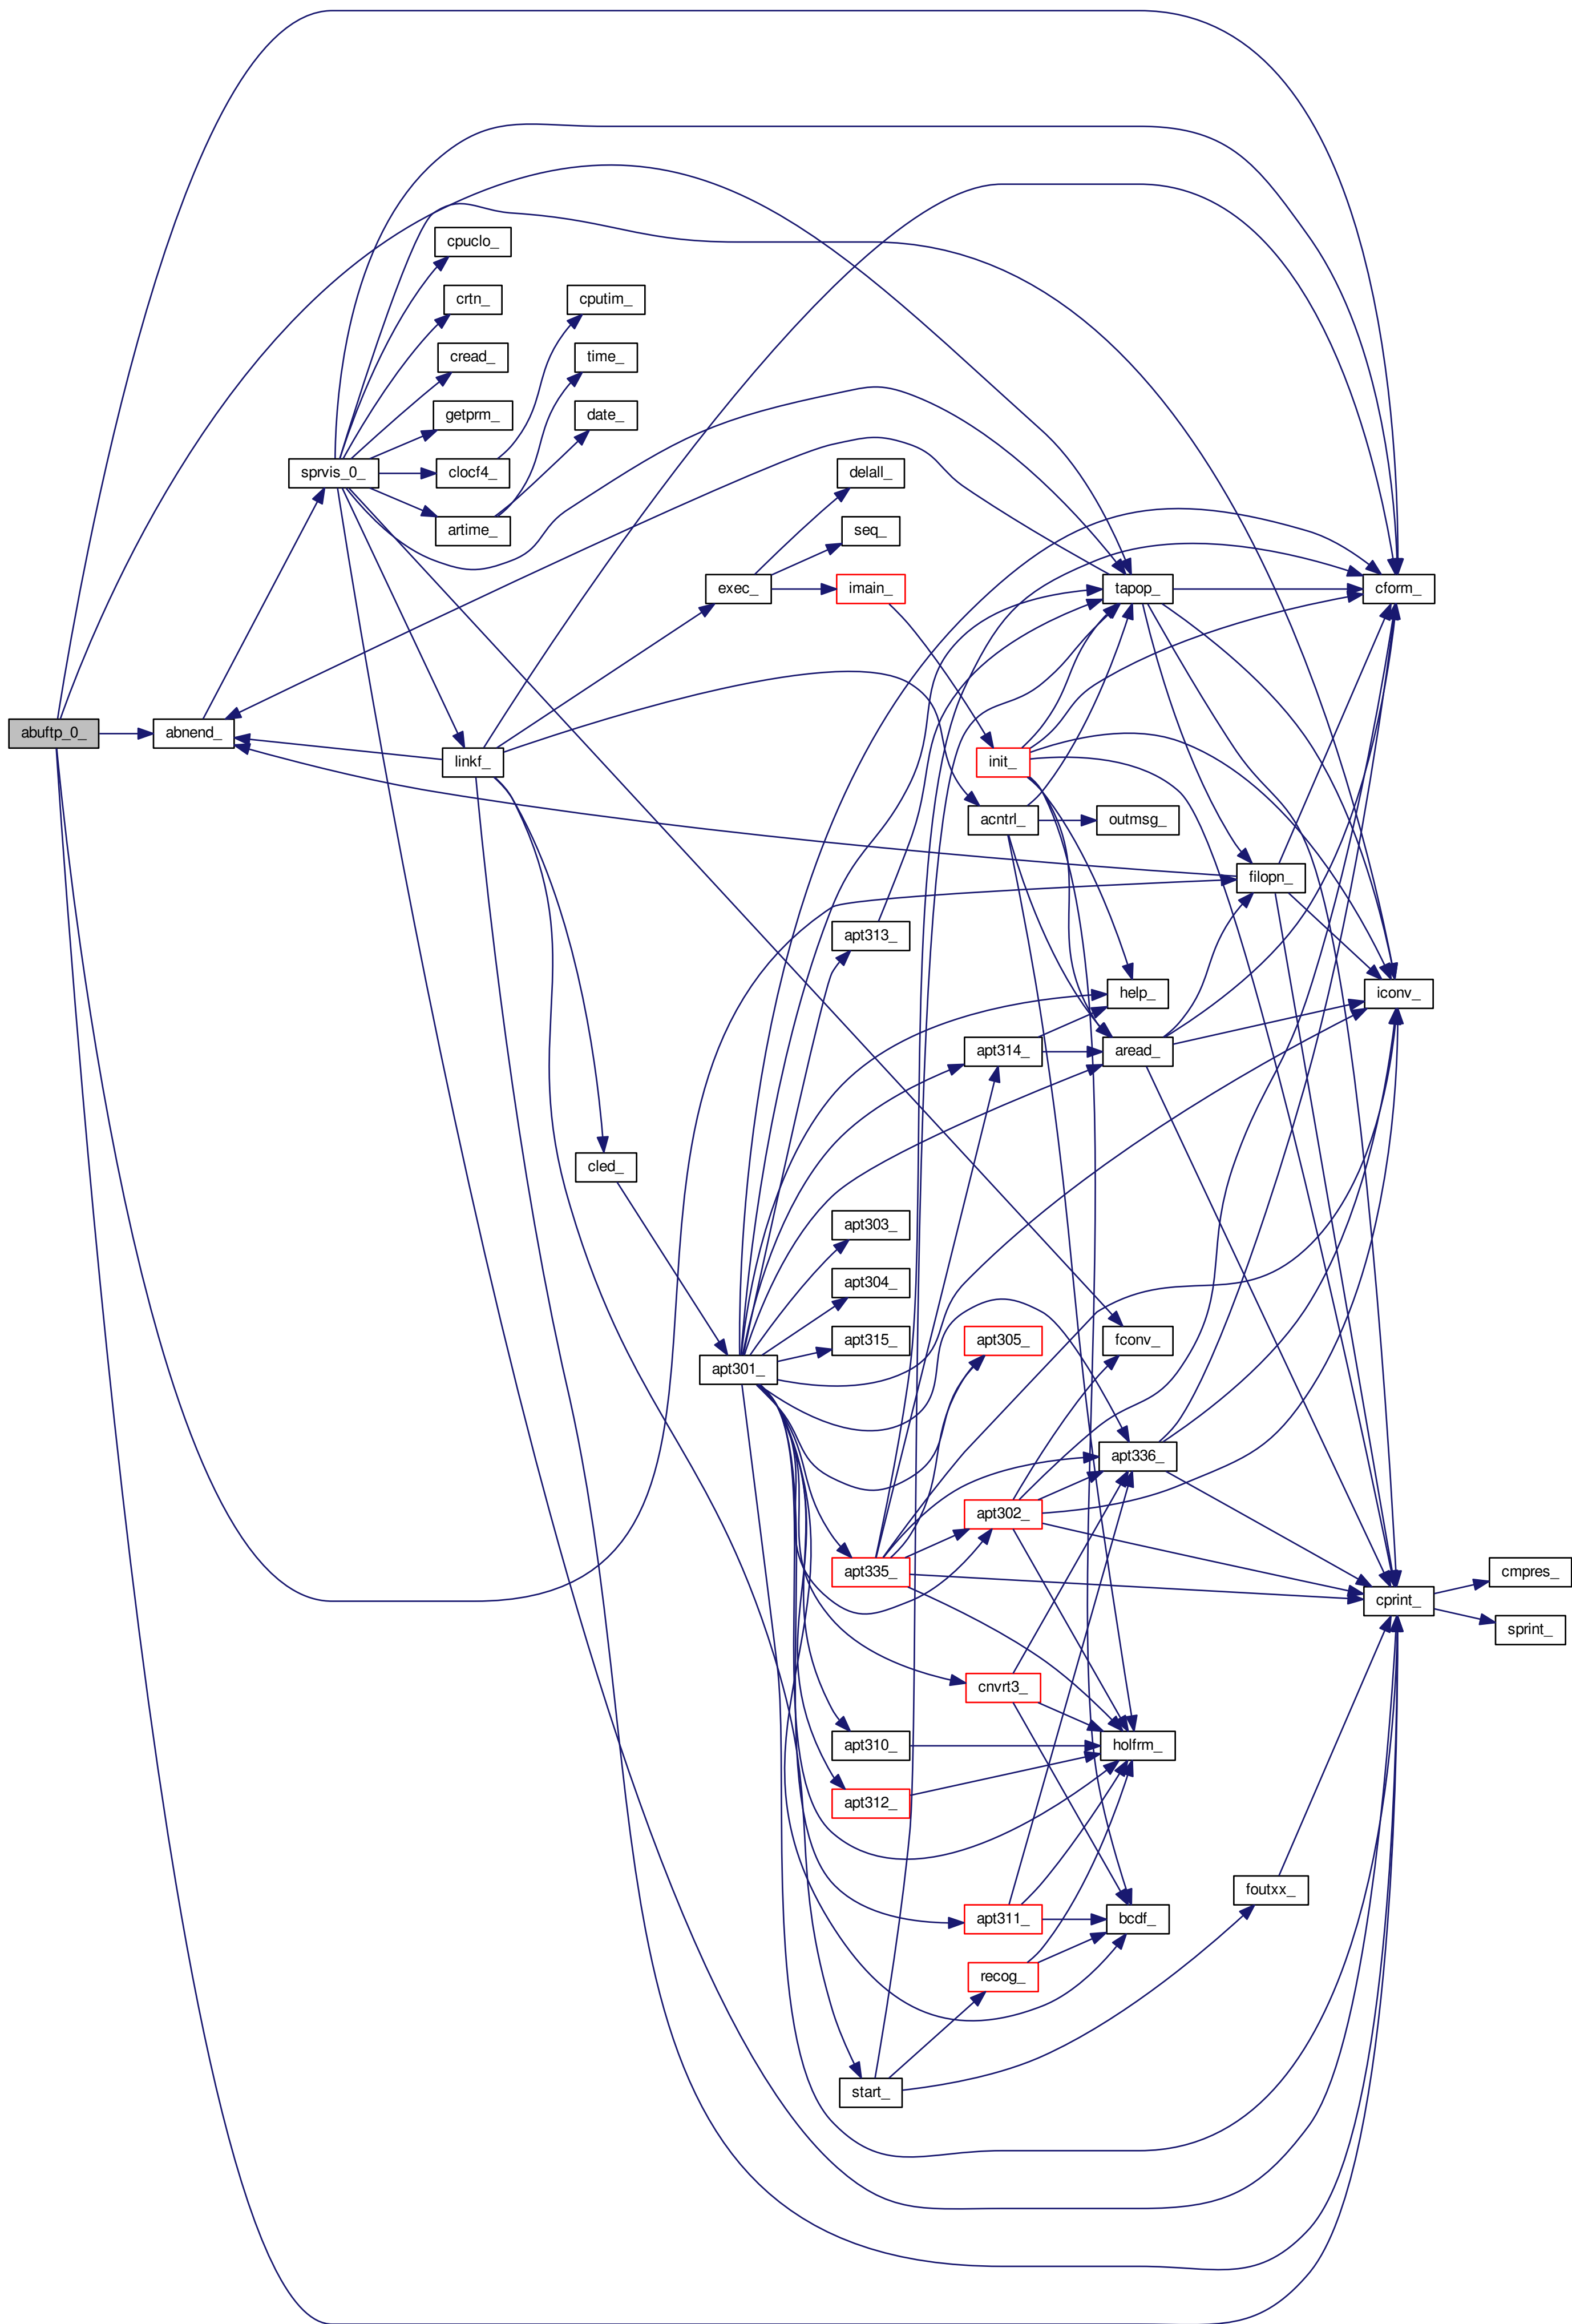 cpuclo_
crtn_
cputim_
cread_
time_
getprm_
date_
sprvis_0_
clocf4_
delall_
artime_
seq_
exec_
imain_
tapop_
cform_
abuftp_0_
abnend_
linkf_
init_
acntrl_
outmsg_
filopn_
apt313_
help_
iconv_
apt314_
aread_
cled_
apt303_
apt304_
apt315_
apt305_
fconv_
apt301_
apt336_
apt302_
apt335_
cmpres_
cprint_
sprint_
cnvrt3_
apt310_
holfrm_
apt312_
foutxx_
apt311_
bcdf_
recog_
start_